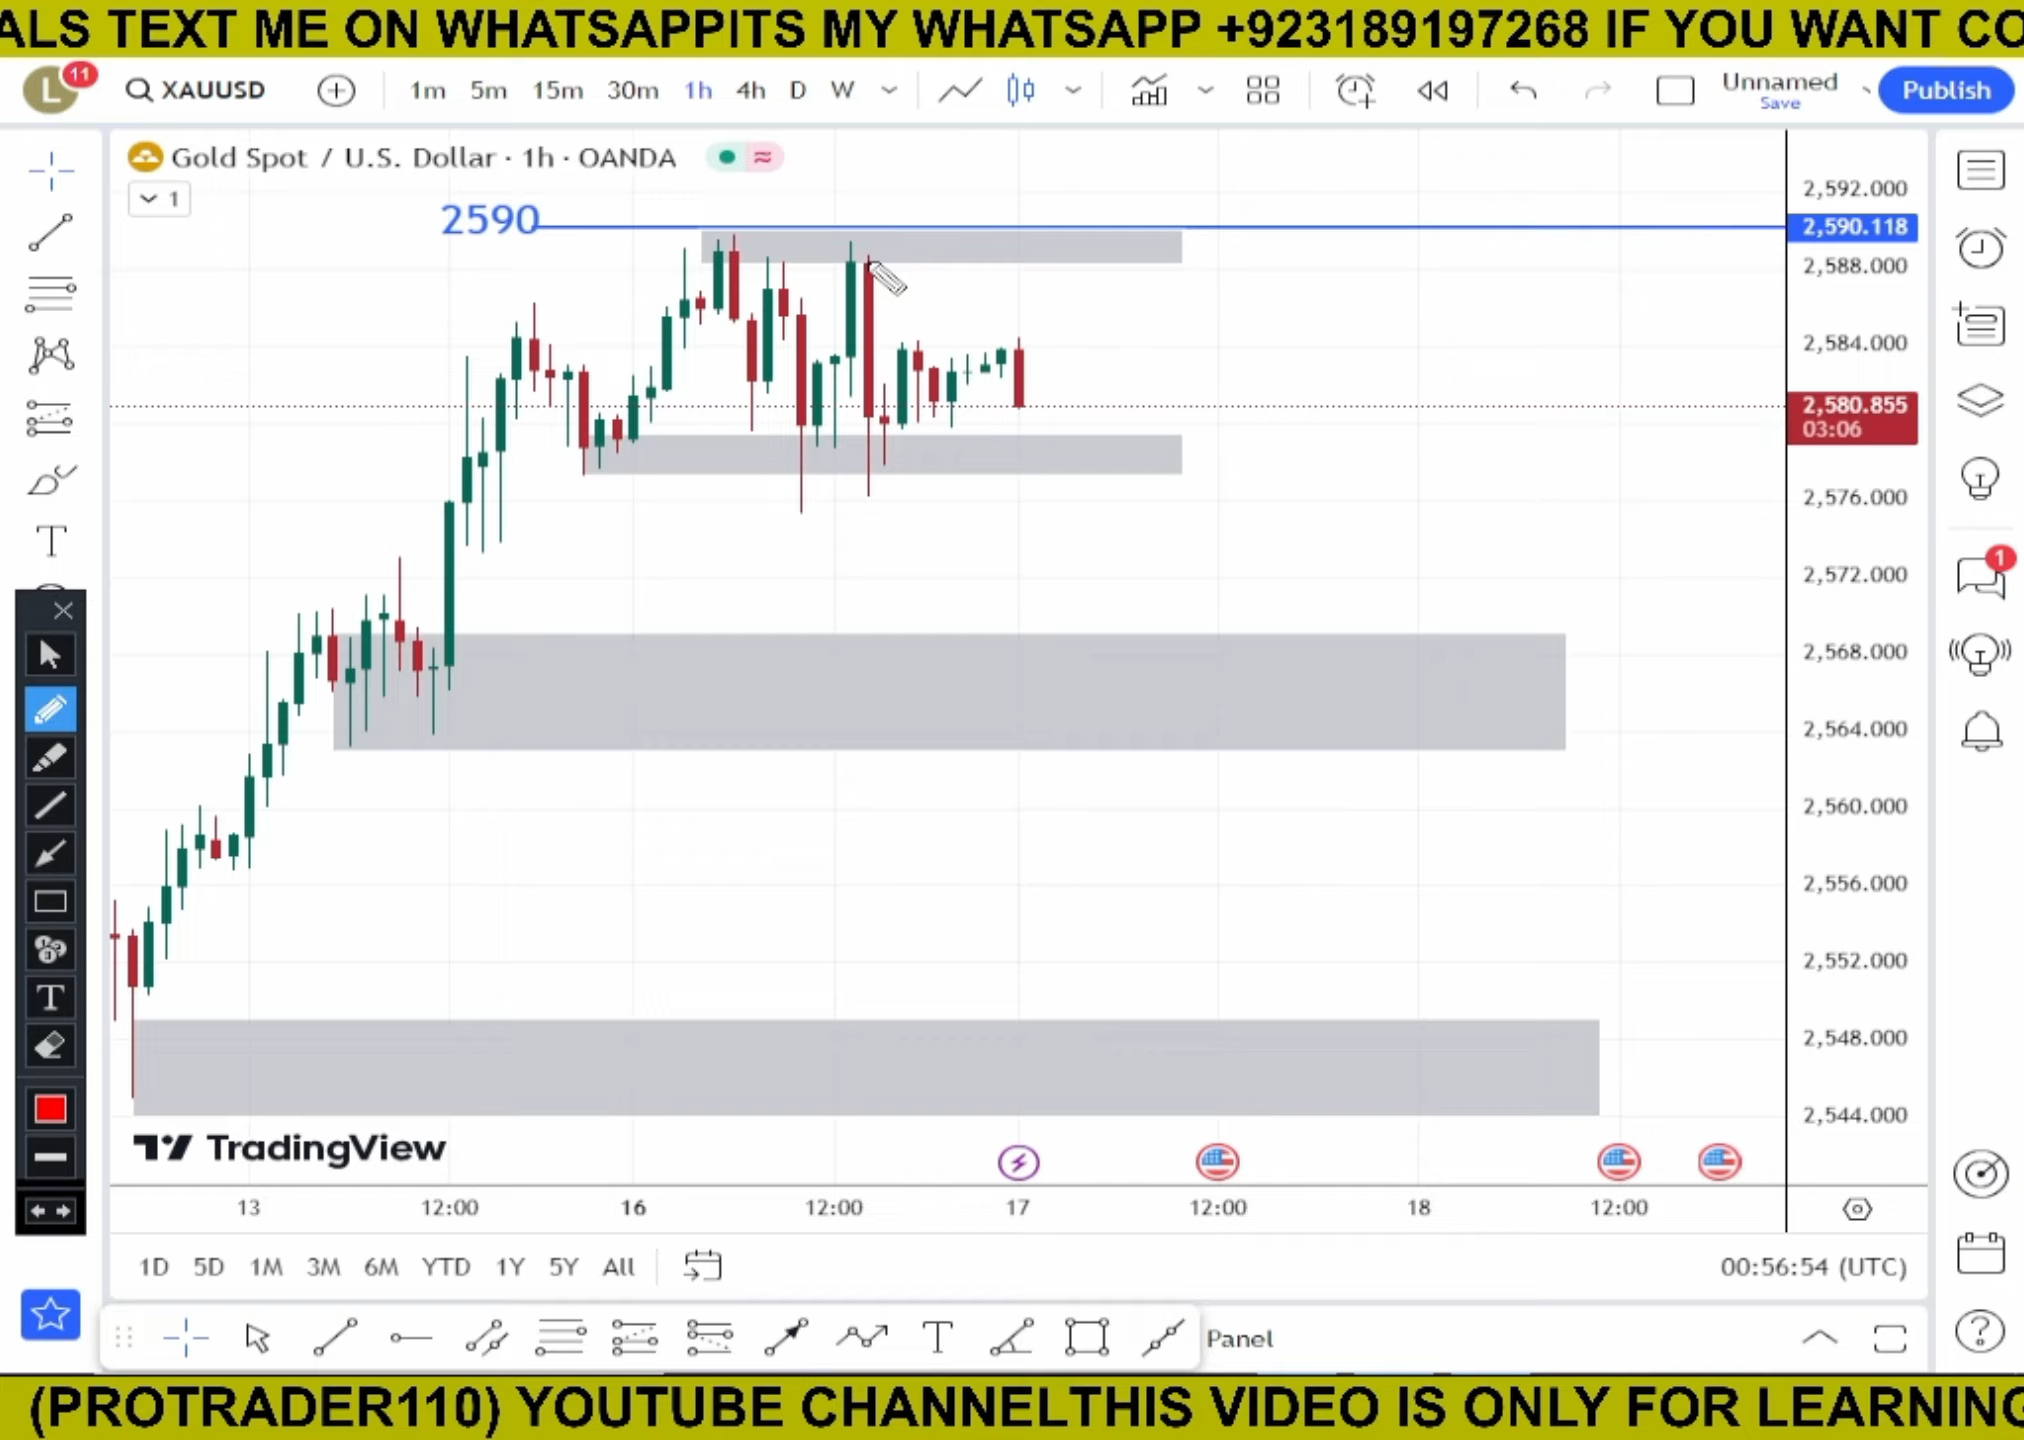 ALS TEXT ME ON WHATSAPPITS MY WHATSAPP +923189197268 IF YOU WANT CO
L 11 XAUUSD 1m 5m 15m 30m 1h 4h D W Unnamed Save Publish
Gold Spot / U.S. Dollar · 1h · OANDA
1
2590
2,592.000
2,590.118
2,588.000
2,584.000
2,580.855
03:06
2,576.000
2,572.000
2,568.000
2,564.000
2,560.000
2,556.000
2,552.000
2,548.000
2,544.000
1
T
T
TradingView
13 12:00 16 12:00 17 12:00 18 12:00
1D 5D 1M 3M 6M YTD 1Y 5Y All 00:56:54 (UTC)
T Panel
(PROTRADER110) YOUTUBE CHANNELTHIS VIDEO IS ONLY FOR LEARNING